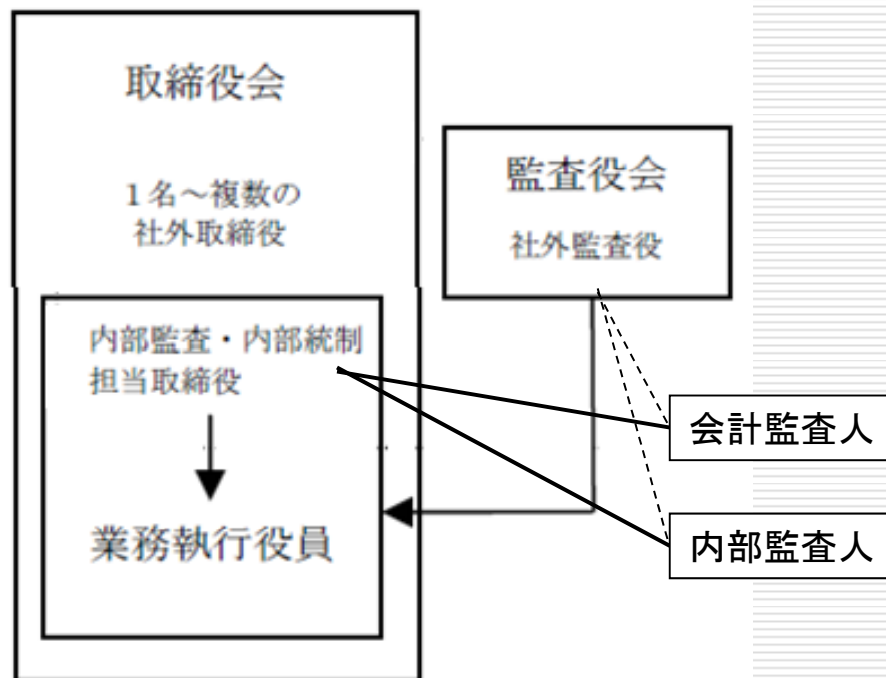 取締役会
1名～複数の
社外取締役
内部監査・内部統制
担当取締役
業務執行役員
監査役会
社外監査役
会計監査人
内部監査人